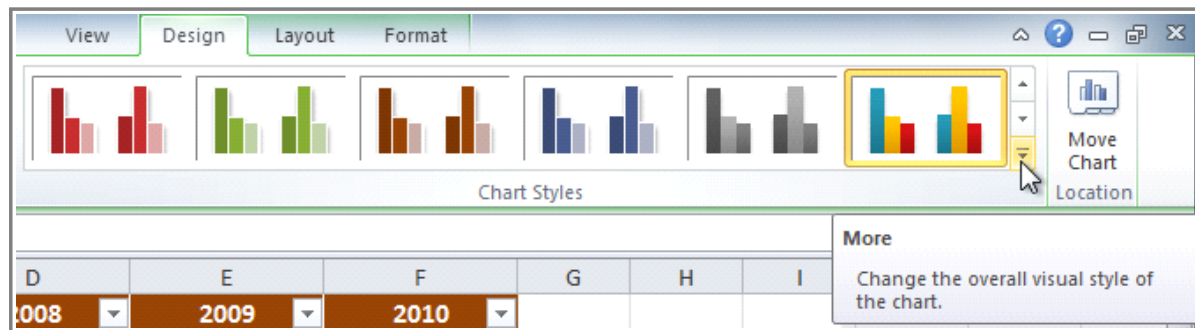 View Design Layout Format
Move
Chart
Chart Styles Location
More
Change the overall visual style of
the chart.
D E F G H I
2008 2009 2010